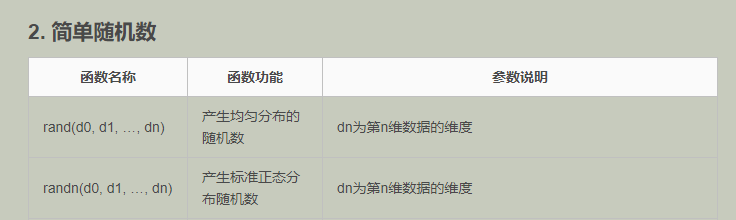 2. 简单随机数
函数名称 函数功能 参数说明
rand(d0, d1, …, dn) 产生均匀分布的
随机数 dn为第n维数据的维度
randn(d0, d1, …, dn) 产生标准正态分
布随机数 dn为第n维数据的维度